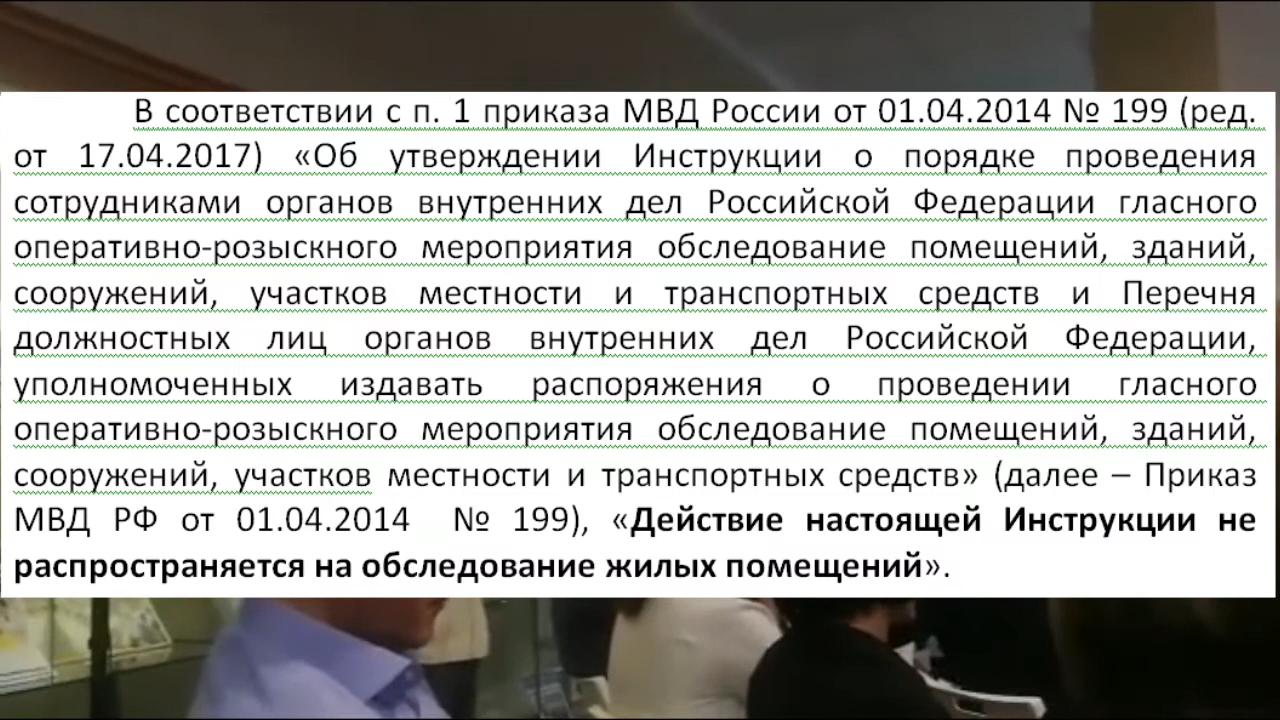 В соответствии с п. 1 приказа МВД России от 01.04.2014 № 199 (ред.
от 17.04.2017) «Об утверждении Инструкции о порядке проведения
сотрудниками органов внутренних дел Российской Федерации гласного
оперативно-розыскного мероприятия обследование помещений, зданий,
сооружений, участков местности и транспортных средств и Перечня
должностных лиц органов внутренних дел Российской Федерации,
уполномоченных издавать распоряжения о проведении гласного
оперативно-розыскного мероприятия обследование помещений, зданий,
сооружений, участков местности и транспортных средств» (далее – Приказ
МВД РФ от 01.04.2014 № 199), «Действие настоящей Инструкции не
распространяется на обследование жилых помещений».